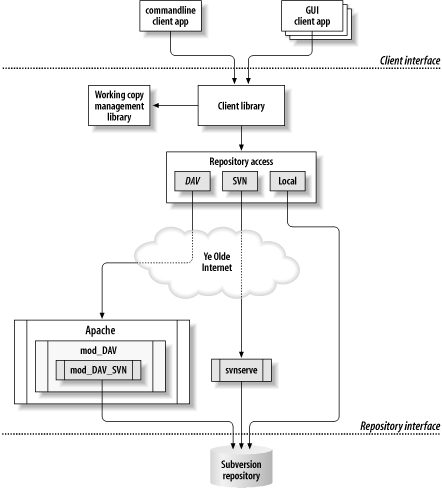 commandline
client app
GUI
client app
Client interface
Working copy
management
library
Client library
Repository access
DAV
SVN
Local
Ye Olde
Internet
Apache
mod_DAV
mod_DAV_SVN
svnserve
Repository interface
Subversion
repository